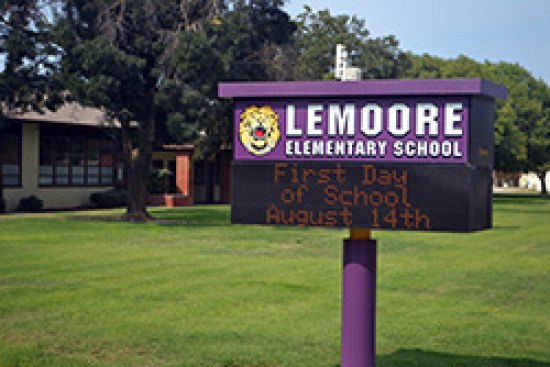 LEMOORE
ELEMENTARY SCHOOL
First Day
of School
August 14th